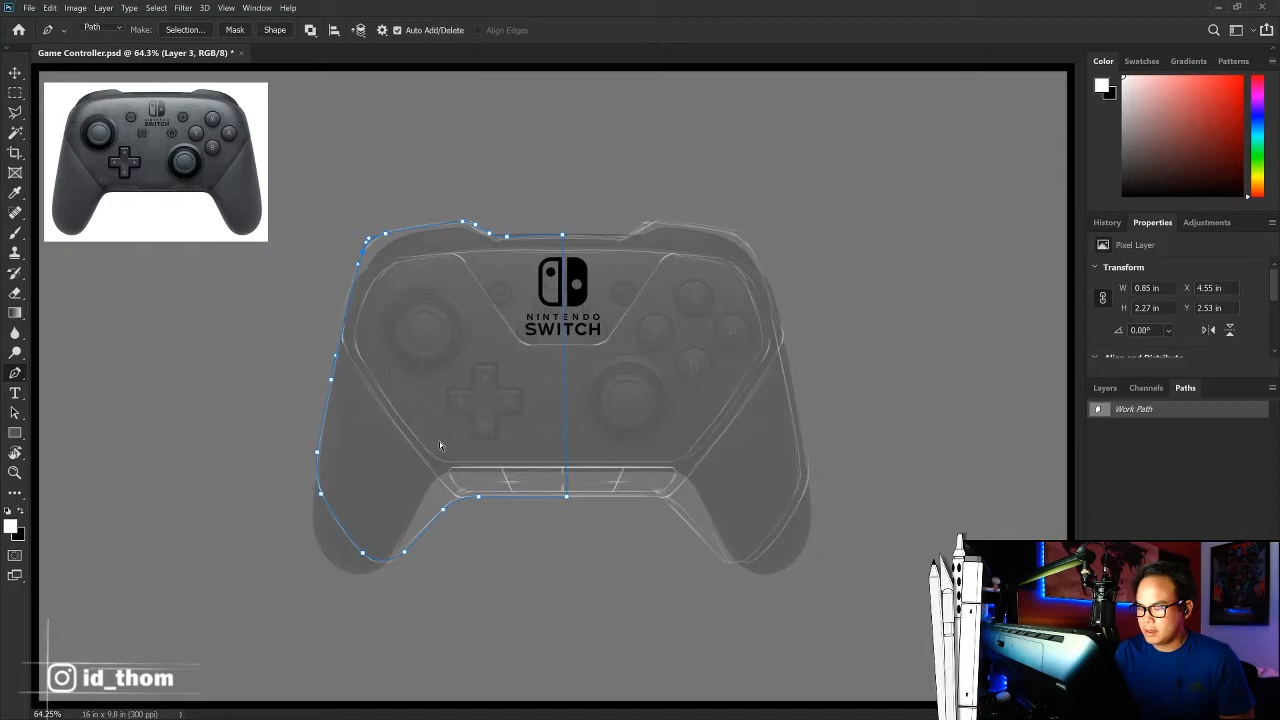 File Edit Image Layer Type Select Filter 3D View Window Help
Path Make: Selection... Mask Shape Auto Add/Delete Align Edges
Game Controller.psd @ 64.3% (Layer 3, RGB/8) *
Color Swatches Gradients Patterns
NINTENDO
SWITCH
X
Y A
B
History Properties Adjustments
Pixel Layer
Transform
W 0.85 in X 4.55 in
H 2.27 in Y 2.53 in
0.00°
Align and Distribute
Layers Channels Paths
Work Path
NINTENDO
SWITCH
id_thom
64.25% 16 in x 9.8 in (300 ppi)